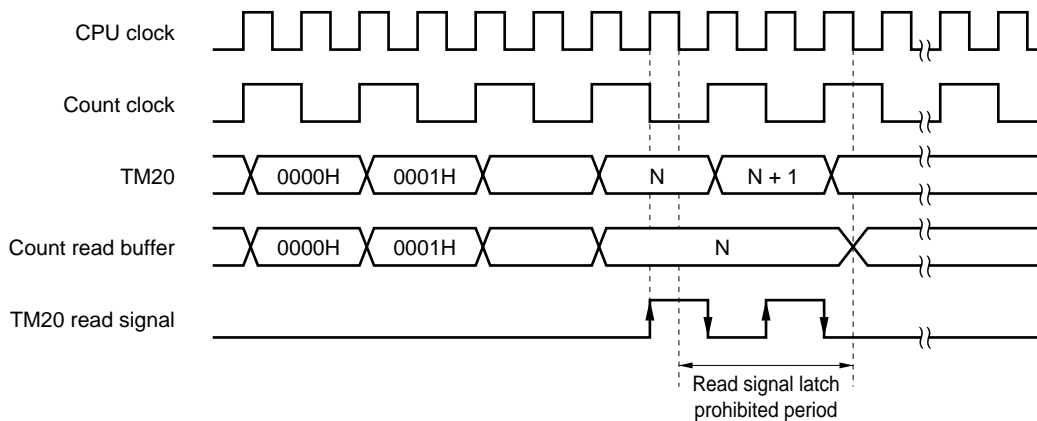 CPU clock
Count clock
TM20
0000H
0001H
N
N + 1
Count read buffer
0000H
0001H
N
TM20 read signal
Read signal latch
prohibited period